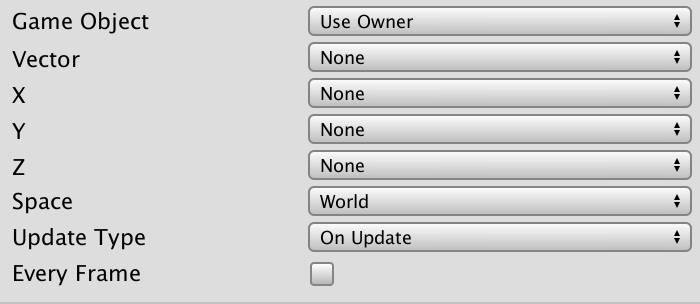 Game Object Use Owner
Vector None
X None
Y None
Z None
Space World
Update Type On Update
Every Frame